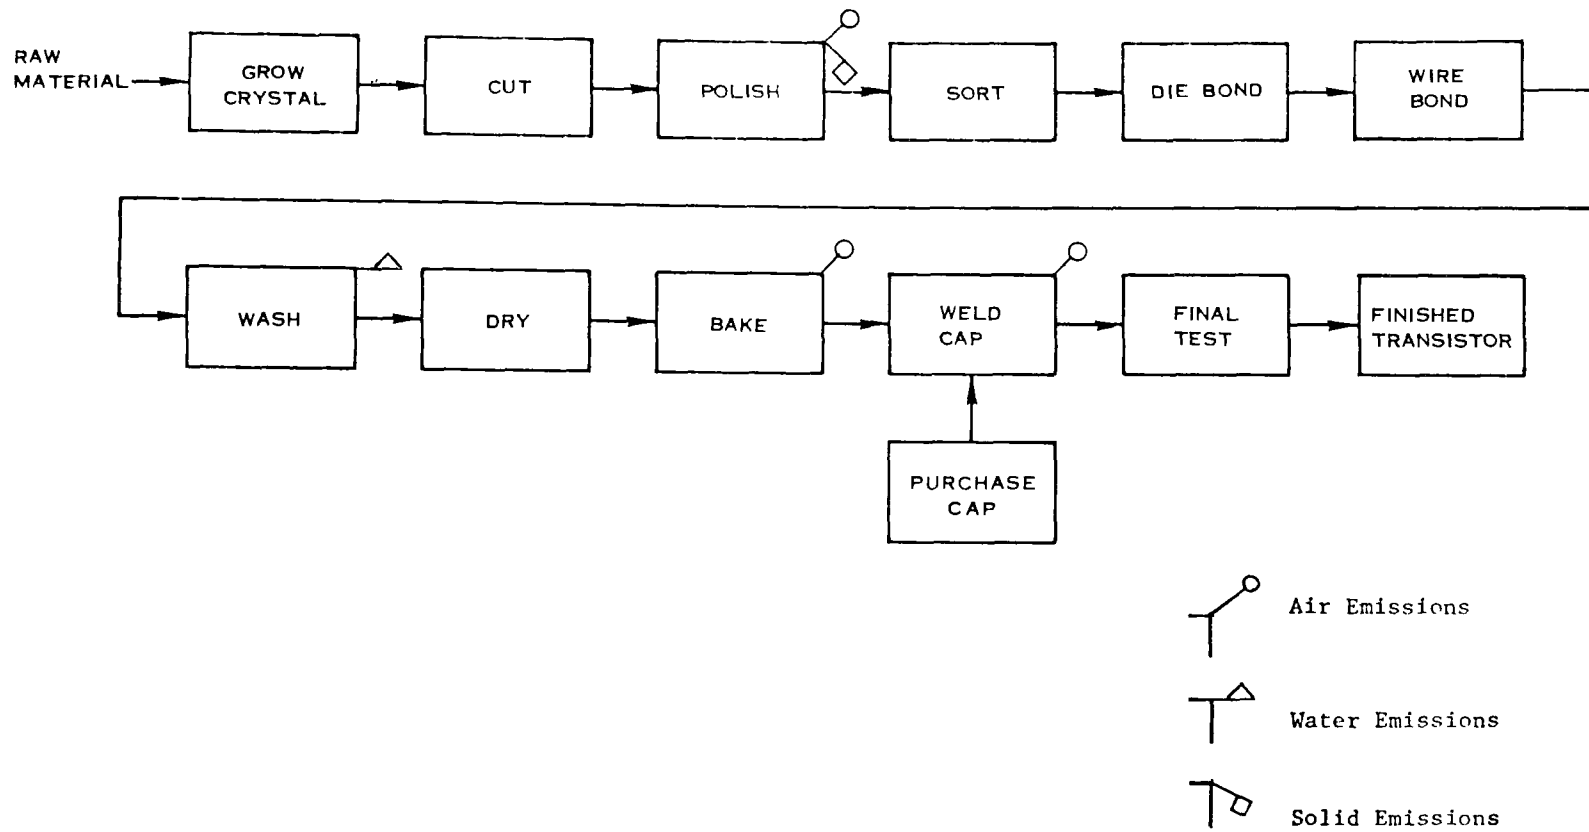 RAW
MATERIAL
GROW
CRYSTAL
CUT
POLISH
SORT
DIE BOND
WIRE
BOND
WASH
DRY
BAKE
WELD
CAP
FINAL
TEST
FINISHED
TRANSISTOR
PURCHASE
CAP
Air Emissions
Water Emissions
Solid Emissions